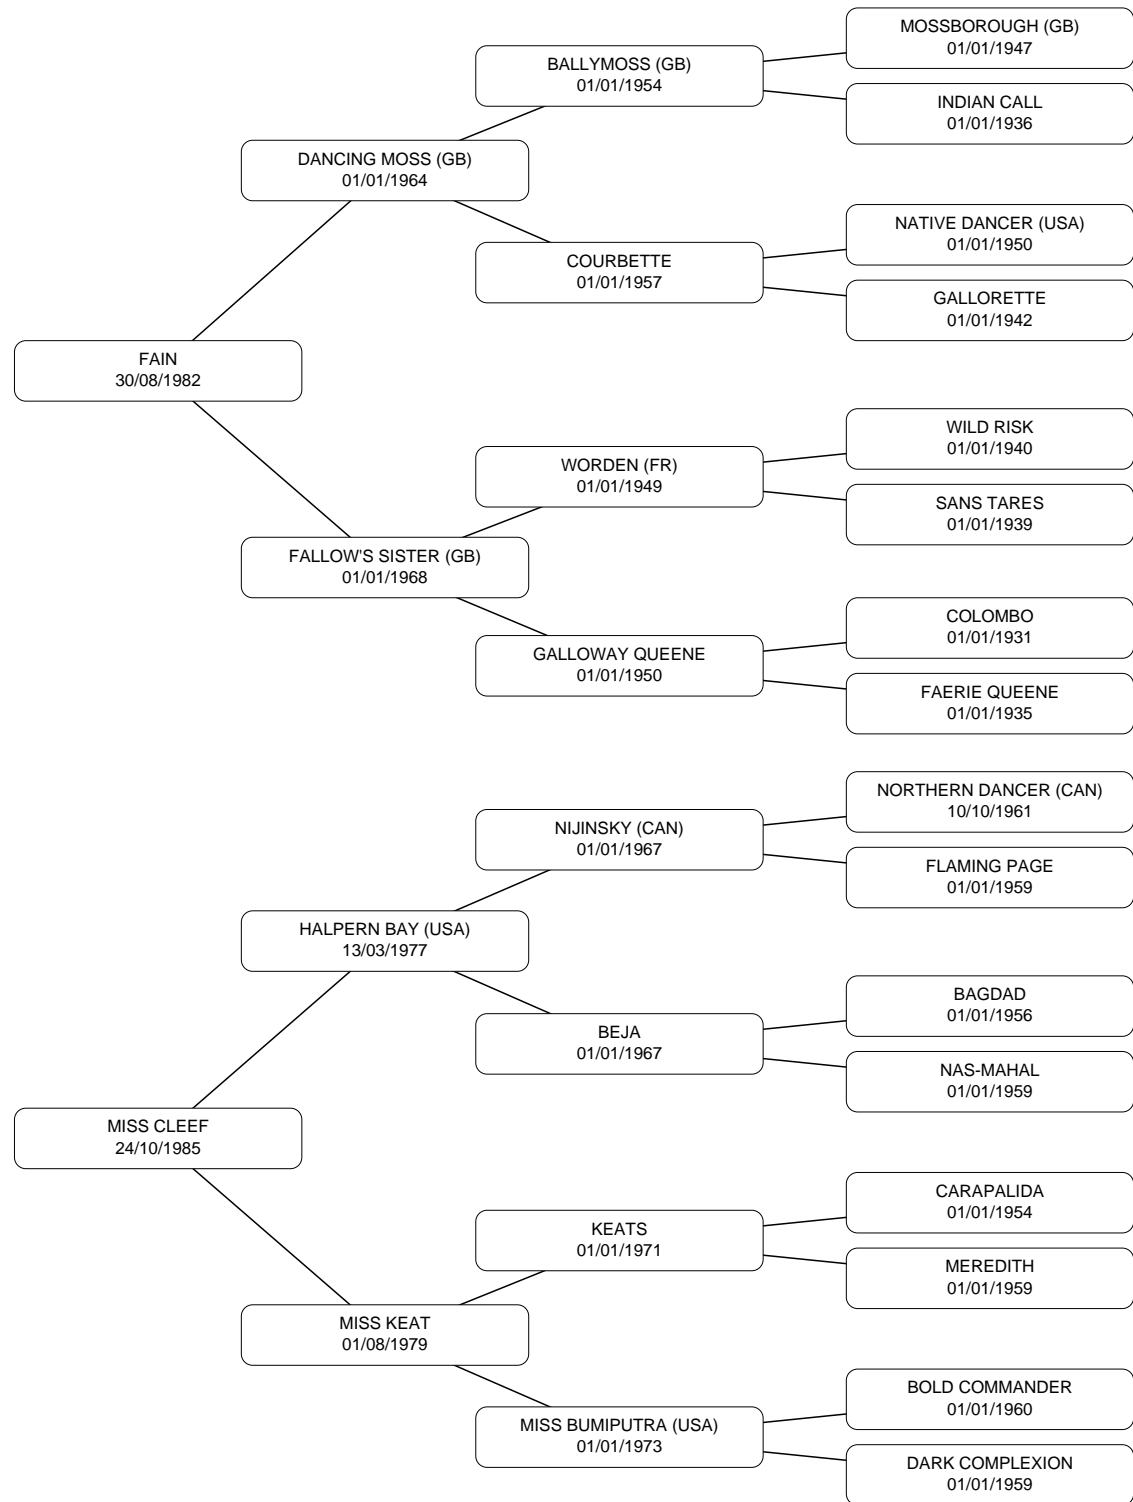 MOSSBOROUGH (GB)
01/01/1947
BALLYMOSS (GB)
01/01/1954
INDIAN CALL
01/01/1936
DANCING MOSS (GB)
01/01/1964
NATIVE DANCER (USA)
01/01/1950
COURBETTE
01/01/1957
GALLORETTE
01/01/1942
FAIN
30/08/1982
WILD RISK
01/01/1940
WORDEN (FR)
01/01/1949
SANS TARES
01/01/1939
FALLOW'S SISTER (GB)
01/01/1968
COLOMBO
01/01/1931
GALLOWAY QUEENE
01/01/1950
FAERIE QUEENE
01/01/1935
NORTHERN DANCER (CAN)
10/10/1961
NIJINSKY (CAN)
01/01/1967
FLAMING PAGE
01/01/1959
HALPERN BAY (USA)
13/03/1977
BAGDAD
01/01/1956
BEJA
01/01/1967
NAS-MAHAL
01/01/1959
MISS CLEEF
24/10/1985
CARAPALIDA
01/01/1954
KEATS
01/01/1971
MEREDITH
01/01/1959
MISS KEAT
01/08/1979
BOLD COMMANDER
01/01/1960
MISS BUMIPUTRA (USA)
01/01/1973
DARK COMPLEXION
01/01/1959